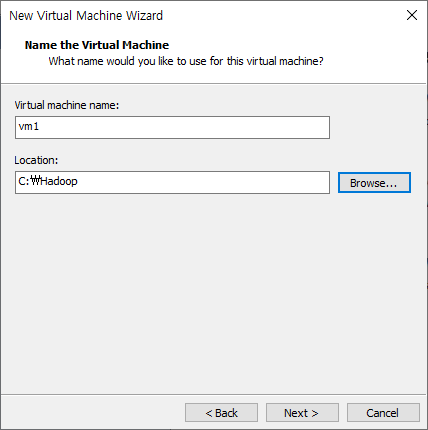 New Virtual Machine Wizard
Name the Virtual Machine
What name would you like to use for this virtual machine?
Virtual machine name:
vm1
Location:
C:₩Hadoop
Browse...
< Back
Next >
Cancel